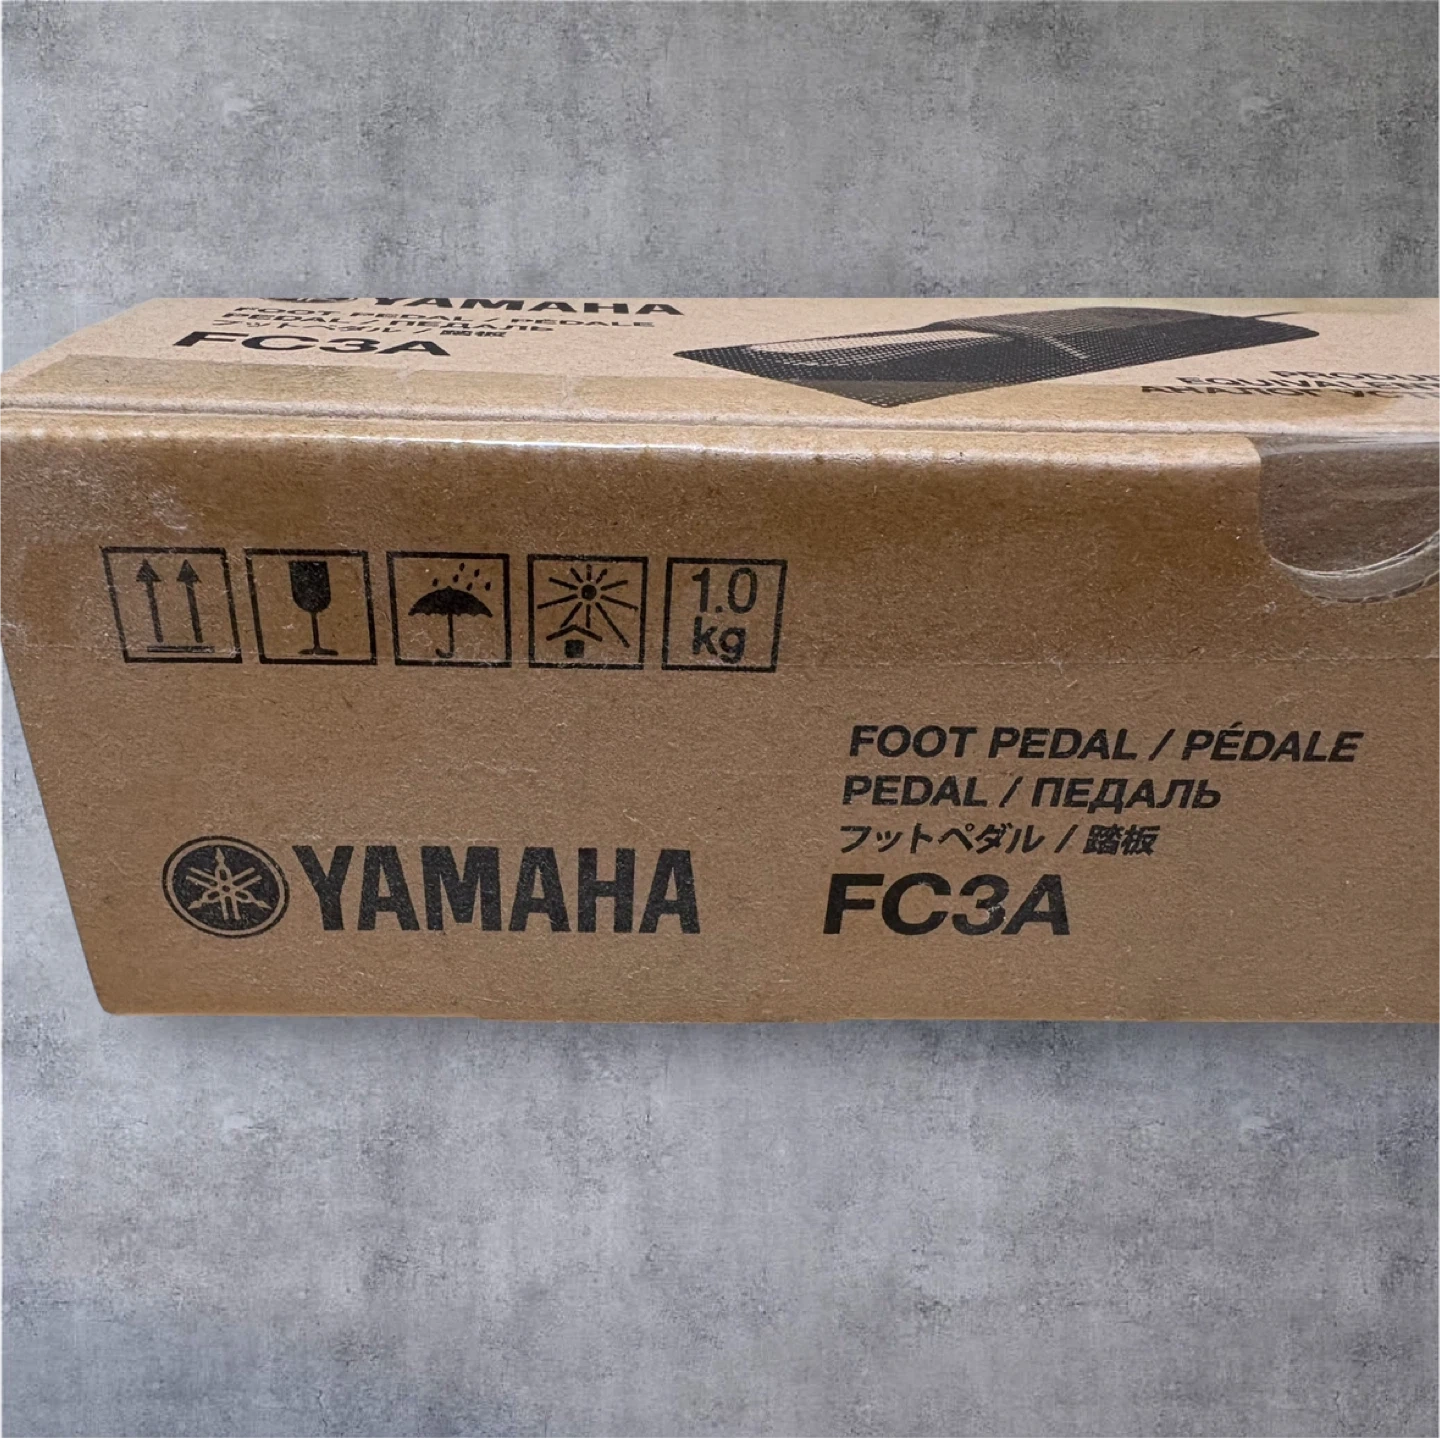 YAMAHA
FOOT PEDAL / PÉDALE
PEDAL / ПЕДАЛЬ
フットペダル / 踏板
FC3A
1.0
kg
FOOT PEDAL / PÉDALE
PEDAL / ПЕДАЛЬ
フットペダル / 踏板
YAMAHA FC3A